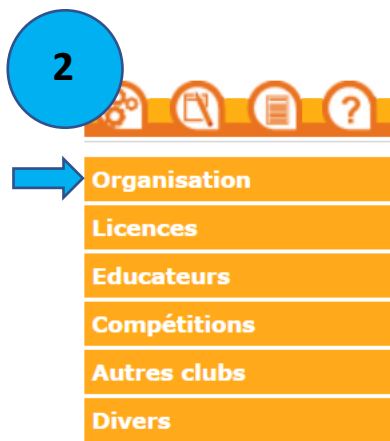 2
?
Organisation
Licences
Educateurs
Compétitions
Autres clubs
Divers